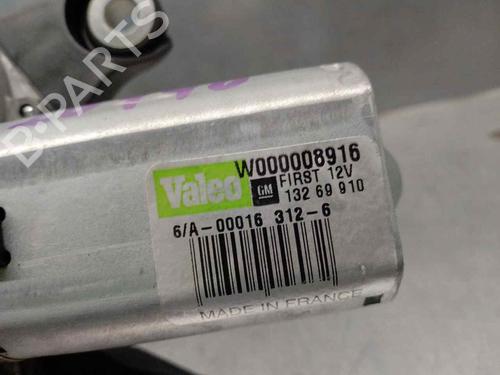 B-PARTS
W000008916
Valeo GM FIRST 12V
132 69 910
6/A-00016 312-6
MADE IN FRANCE